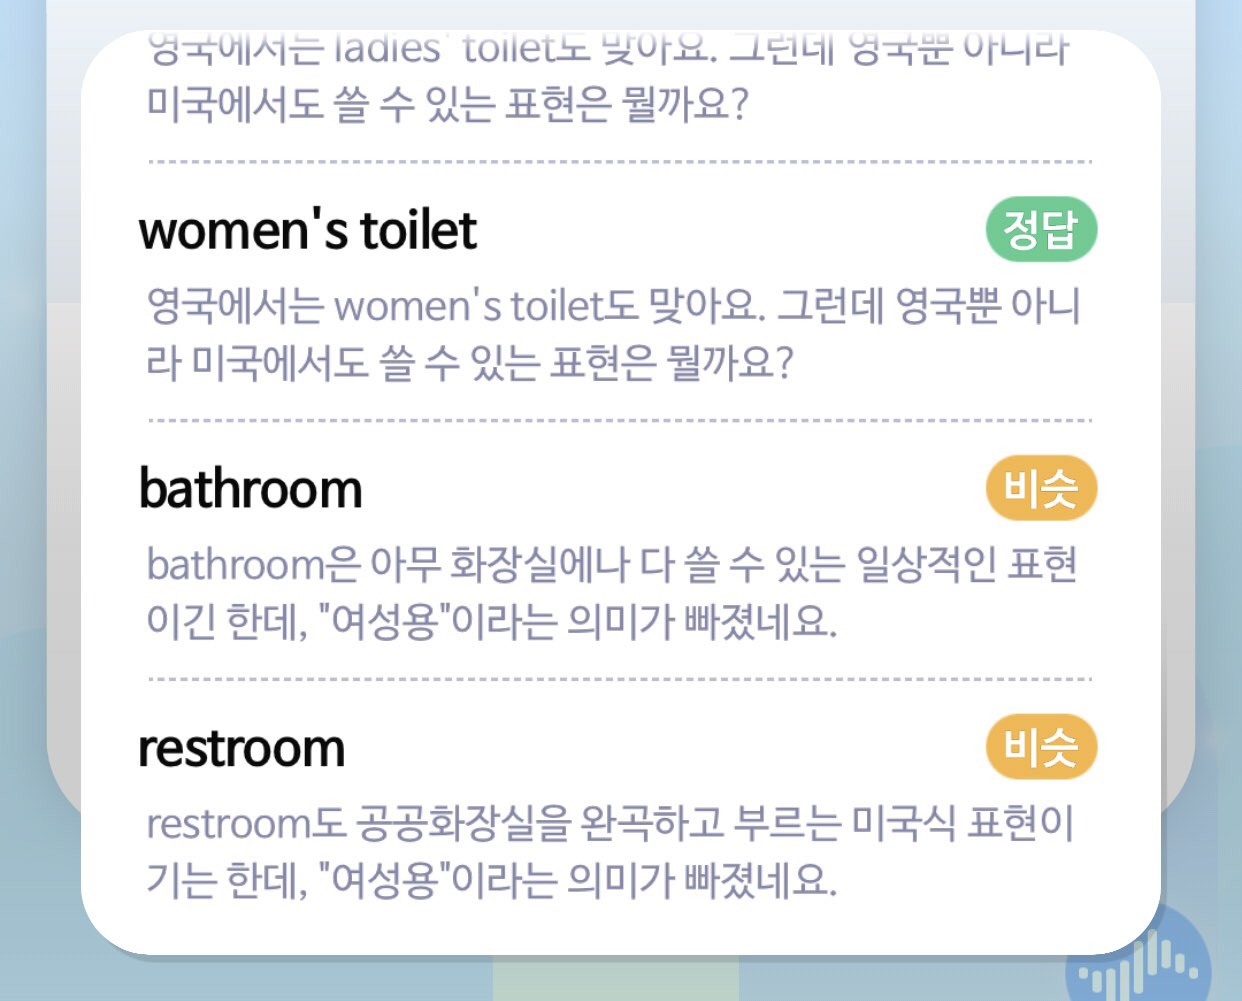 영국에서는 ladies' toilet도 맞아요. 그런데 영국뿐 아니라
미국에서도 쓸 수 있는 표현은 뭘까요?
women's toilet 정답
영국에서는 women's toilet도 맞아요. 그런데 영국뿐 아니
라 미국에서도 쓸 수 있는 표현은 뭘까요?
bathroom 비슷
bathroom은 아무 화장실에나 다 쓸 수 있는 일상적인 표현
이긴 한데, "여성용"이라는 의미가 빠졌네요.
restroom 비슷
restroom도 공공화장실을 완곡하고 부르는 미국식 표현이
기는 한데, "여성용"이라는 의미가 빠졌네요.